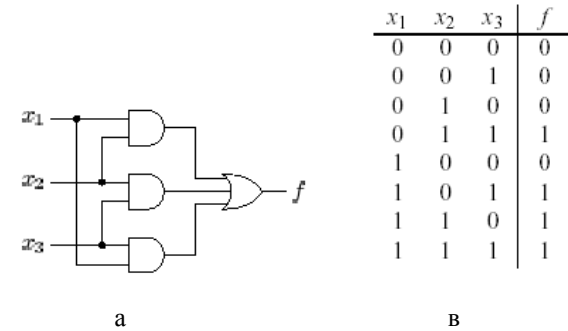 x1
x2
x3
f
x1 x2 x3 f
0 0 0 0
0 0 1 0
0 1 0 0
0 1 1 1
1 0 0 0
1 0 1 1
1 1 0 1
1 1 1 1
а в